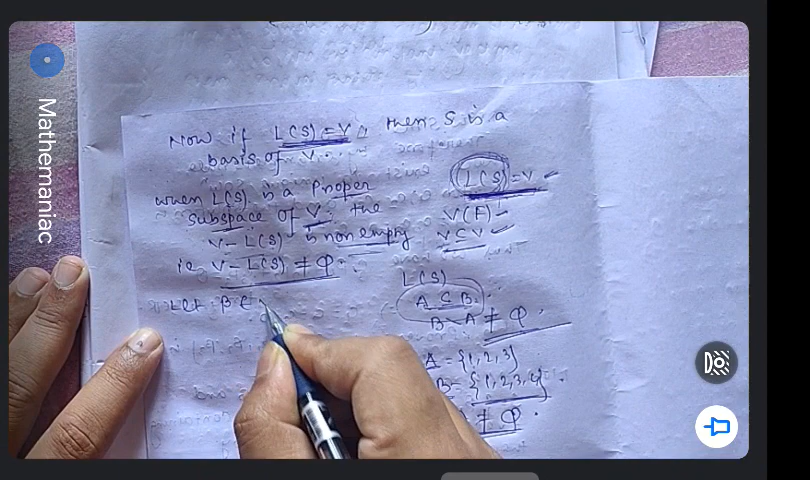 Mathemaniac
Now if L(S) = V, then S is a
basis of V.
when L(S) is a Proper
subspace of V, the
V - L(S) is non empty
i.e. V - L(S) ≠ φ.
Let β ∈
L(S) = V
V(F)
V ⊆ V
L(S)
A ⊆ B
B - A ≠ φ.
A = {1, 2, 3}
B = {1, 2, 3, 4}
≠ φ.